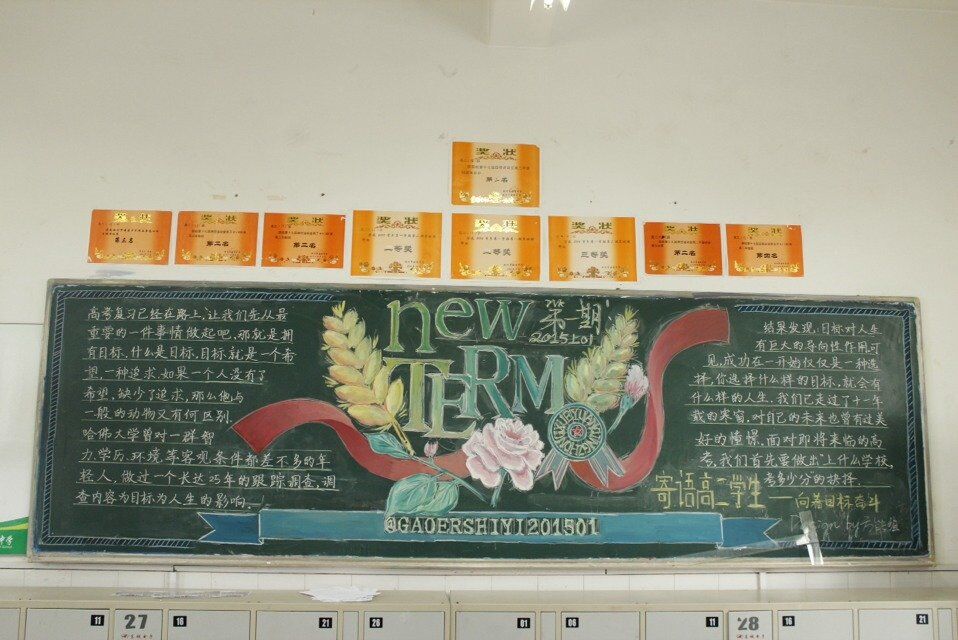 奖状
第二名
奖状
第三名
奖状
第二名
奖状
第二名
奖状
一等奖
奖状
一等奖
奖状
三等奖
奖状
第二名
奖状
第四名
高考复习已经在路上,让我们先从最
重要的一件事情做起吧,那就是拥
有目标,什么是目标,目标就是一个希
望,一种追求,如果一个人没有了
希望,缺少了追求,那么他与
一般的动物又有何区别
哈佛大学曾对一群智
力、学历、环境等客观条件都差不多的年
轻人,做过一个长达25年的跟踪调查,调
查内容为目标为人生的影响.
new
TERM
第一期
2015.1.01
结果发现,目标对人生
有巨大的导向性作用可
见,成功在一开始仅仅是一种选
择,你选择什么样的目标,就会有
什么样的人生,我们已走过了十一年
载的寒窗,对自己的未来也曾有过美
好的憧憬.面对即将来临的高
考,我们首先要做出上什么学校,
考多少分的抉择.
寄语高二学生
——向着目标奋斗
Design by
@GAOERSHIYI201501
中学
11
27
16
21
26
01
06
11
28
16
21